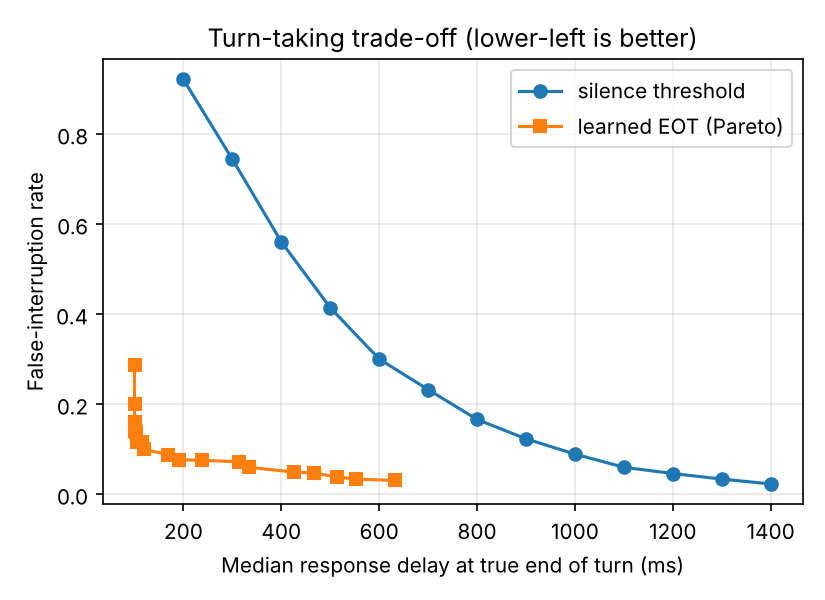 Turn-taking trade-off (lower-left is better)
silence threshold
learned EOT (Pareto)
False-interruption rate
0.8
0.6
0.4
0.2
0.0
200 400 600 800 1000 1200 1400
Median response delay at true end of turn (ms)